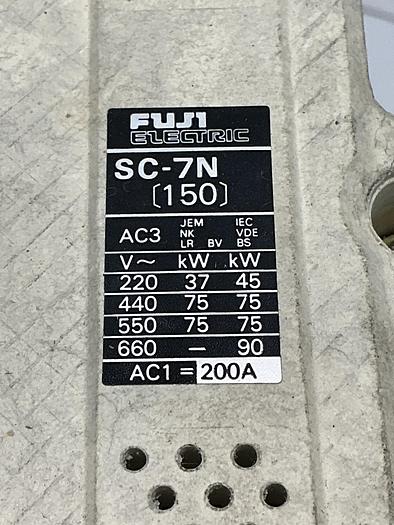 FUJI
ELECTRIC
SC-7N
[150]
AC3 JEM NK LR BV IEC VDE BS
V~ kW kW
220 37 45
440 75 75
550 75 75
660 — 90
AC1 = 200A